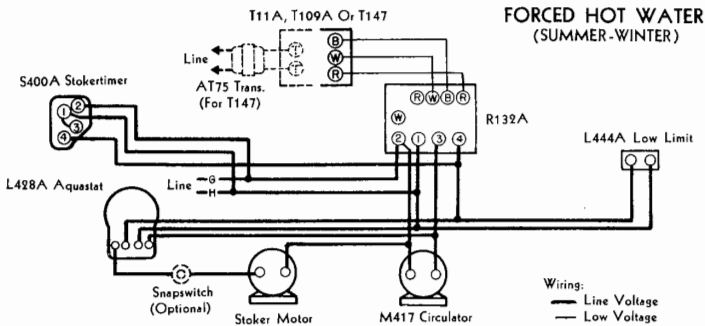 T11A, T109A Or T147
FORCED HOT WATER
(SUMMER-WINTER)
Line
T
T
B
W
R
AT75 Trans.
(For T147)
S400A Stokertimer
1
2
3
4
R W B R
W
2 1 3 4
R132A
L444A Low Limit
L428A Aquastat
Line
G
H
Snapswitch
(Optional)
Stoker Motor
M417 Circulator
Wiring:
Line Voltage
Low Voltage